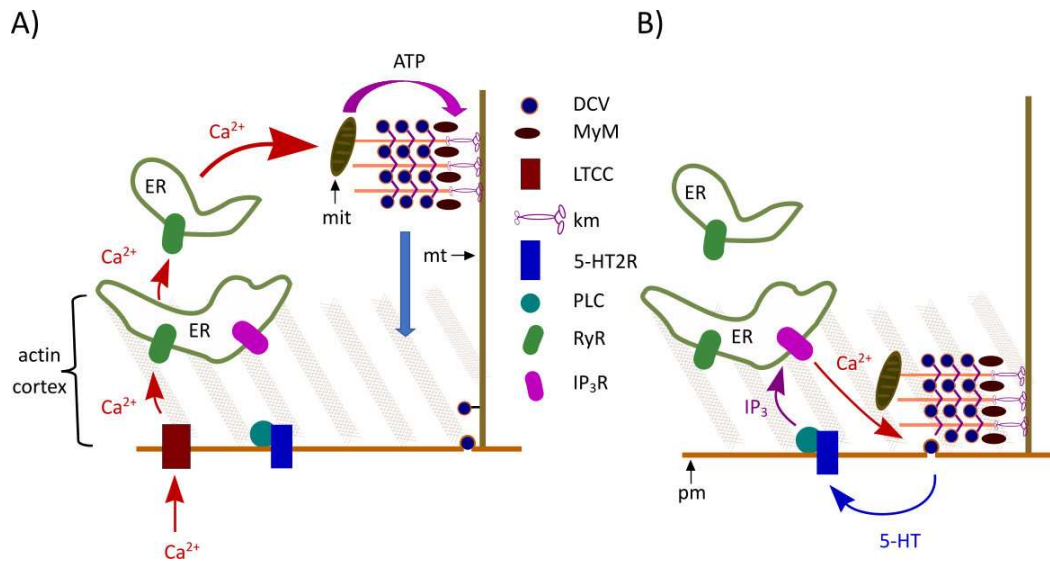 A)
ATP
Ca²⁺
ER
mit
Ca²⁺
mt
ER
actin
cortex
Ca²⁺
Ca²⁺
DCV
MyM
LTCC
km
5-HT2R
PLC
RyR
IP₃R
B)
ER
ER
Ca²⁺
IP₃
pm
5-HT